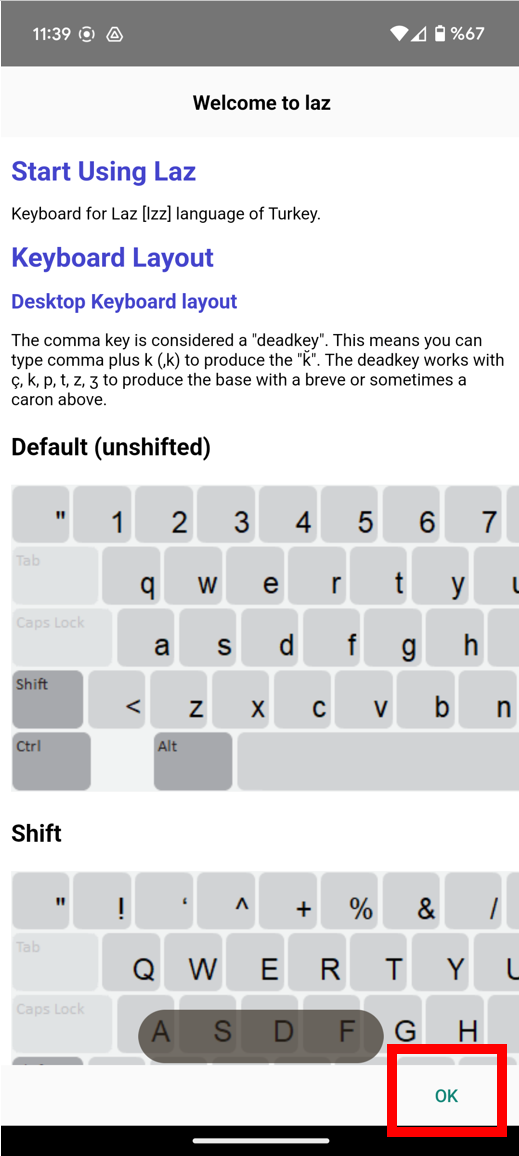 11:39 %67
Welcome to laz
Start Using Laz
Keyboard for Laz [lzz] language of Turkey.
Keyboard Layout
Desktop Keyboard layout
The comma key is considered a "deadkey". This means you can
type comma plus k (,k) to produce the "k̆". The deadkey works with
ç, k, p, t, z, ʒ to produce the base with a breve or sometimes a
caron above.
Default (unshifted)
" 1 2 3 4 5 6 7
Tab q w e r t y u
Caps Lock a s d f g h
Shift < z x c v b n
Ctrl Alt
Shift
" ! ‘ ^ + % & /
Tab Q W E R T Y U
Caps Lock A S D F G H
OK